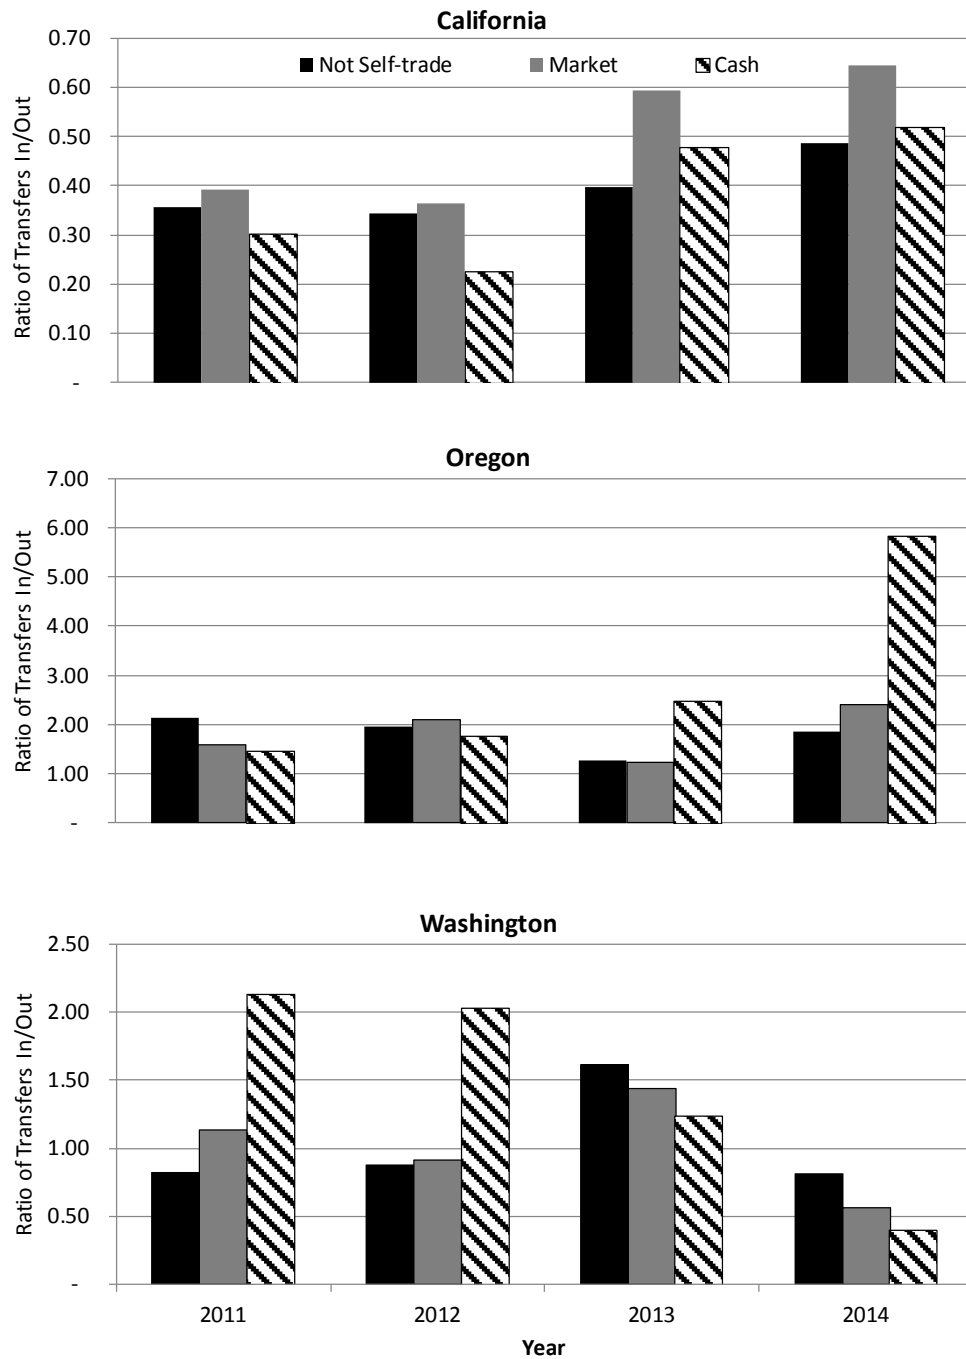 California
0.70
Not Self-trade Market Cash
0.60
0.50
0.40
0.30
0.20
0.10
-
Ratio of Transfers In/Out
Oregon
7.00
6.00
5.00
4.00
3.00
2.00
1.00
-
Ratio of Transfers In/Out
Washington
2.50
2.00
1.50
1.00
0.50
-
Ratio of Transfers In/Out
2011 2012 2013 2014
Year